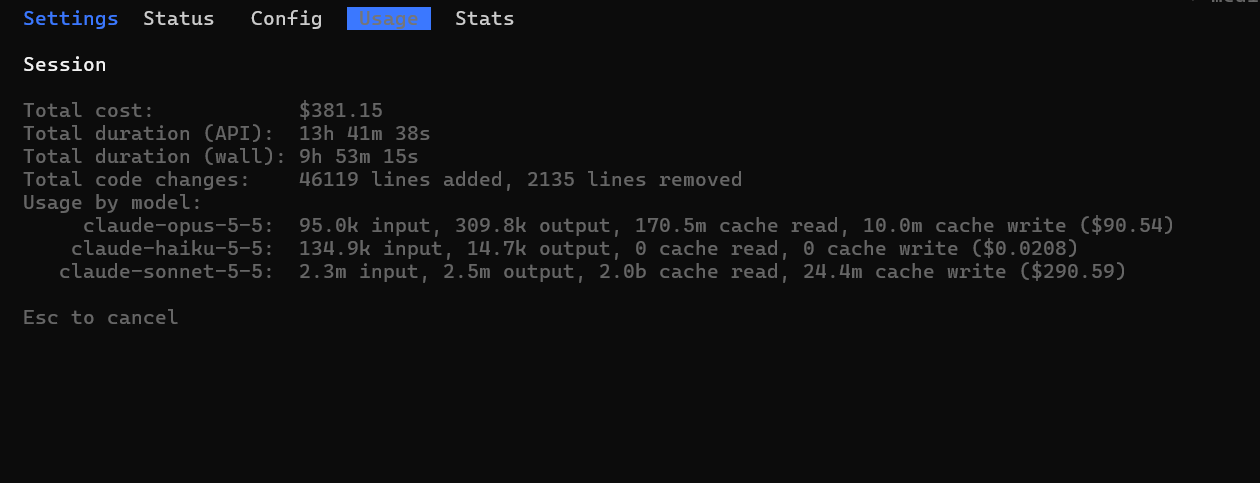 Settings Status Config Usage Stats
Session
Total cost: $381.15
Total duration (API): 13h 41m 38s
Total duration (wall): 9h 53m 15s
Total code changes: 46119 lines added, 2135 lines removed
Usage by model:
claude-opus-5-5: 95.0k input, 309.8k output, 170.5m cache read, 10.0m cache write ($90.54)
claude-haiku-5-5: 134.9k input, 14.7k output, 0 cache read, 0 cache write ($0.0208)
claude-sonnet-5-5: 2.3m input, 2.5m output, 2.0b cache read, 24.4m cache write ($290.59)
Esc to cancel